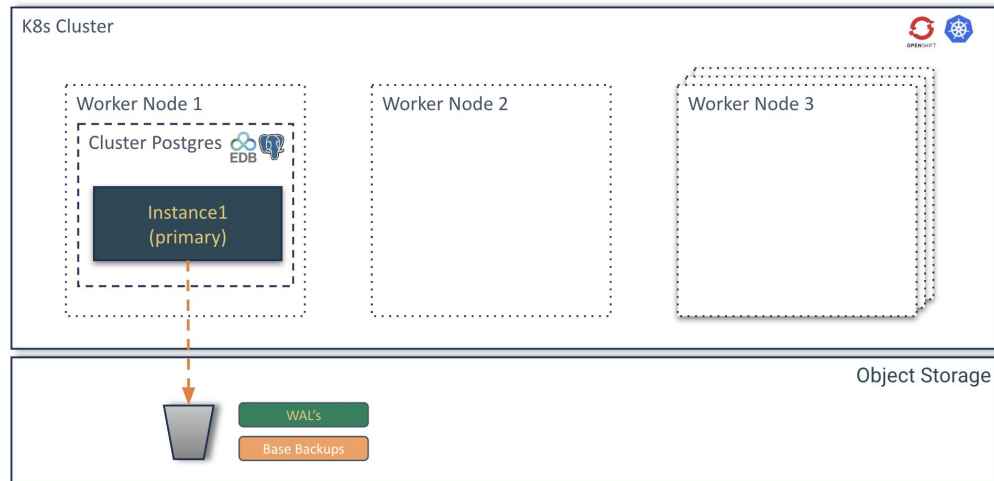 K8s Cluster
OPENSHIFT
Worker Node 1
Worker Node 2
Worker Node 3
Cluster Postgres
EDB
Instance1
(primary)
Object Storage
WAL's
Base Backups